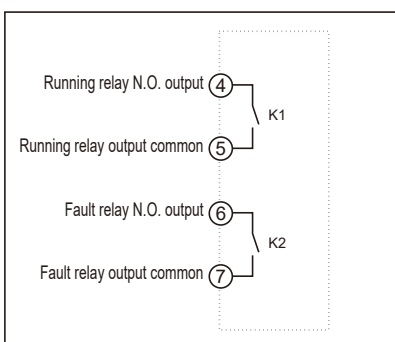 Running relay N.O. output 4
K1
Running relay output common 5
Fault relay N.O. output 6
K2
Fault relay output common 7